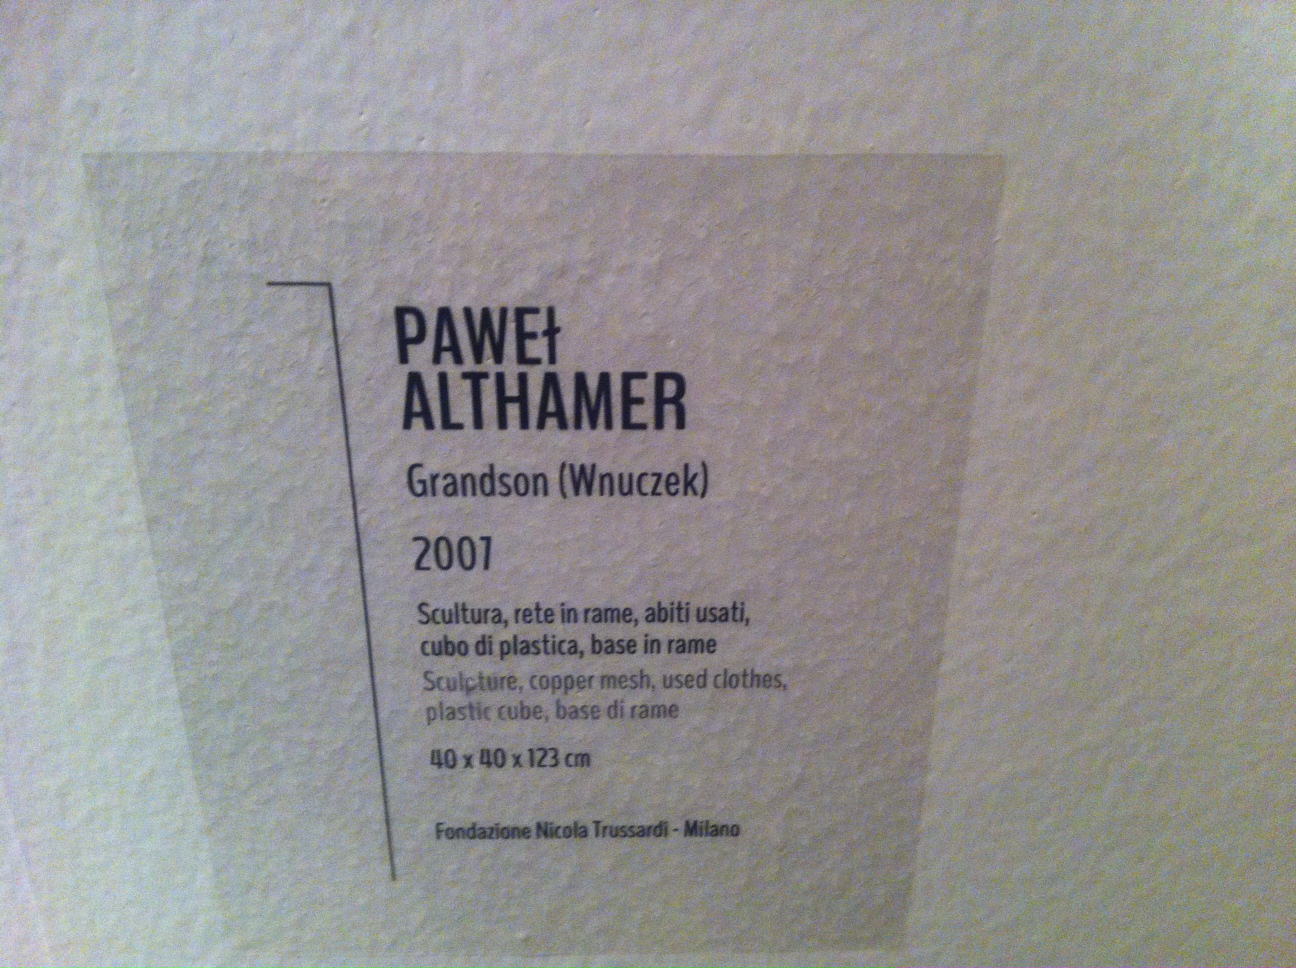 PAWEł
ALTHAMER
Grandson (Wnuczek)
2007
Scultura, rete in rame, abiti usati,
cubo di plastica, base in rame
Sculpture, copper mesh, used clothes,
plastic cube, base di rame
40 x 40 x 123 cm
Fondazione Nicola Trussardi - Milano